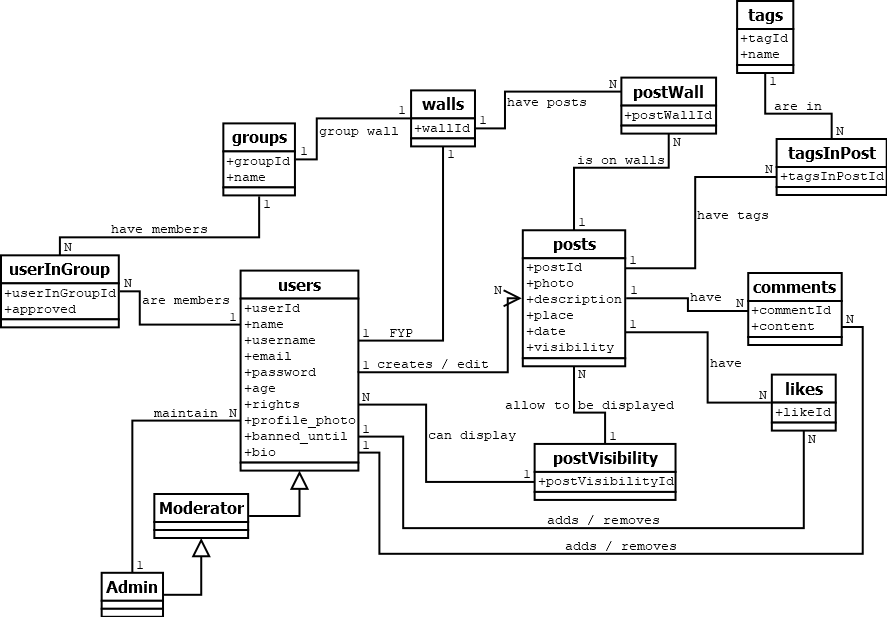 tags
+tagId
+name
1
are in
N
tagsInPost
+tagsInPostId
N
have tags
1
postWall
+postWallId
N
have posts
1
N
is on walls
1
walls
+wallId
1
group wall
1
1
groups
+groupId
+name
1
have members
N
userInGroup
+userInGroupId
+approved
N
are members
1
users
+userId
+name
+username
+email
+password
+age
+rights
+profile_photo
+banned_until
+bio
1 FYP
1 creates / edit
N
N
can display
1
1
1
posts
+postId
+photo
+description
+place
+date
+visibility
1
have
N
comments
+commentId
+content
N
1
have
N
likes
+likeId
N
N
allow to be displayed
1
postVisibility
+postVisibilityId
1
adds / removes
adds / removes
maintain N
Moderator
1
Admin